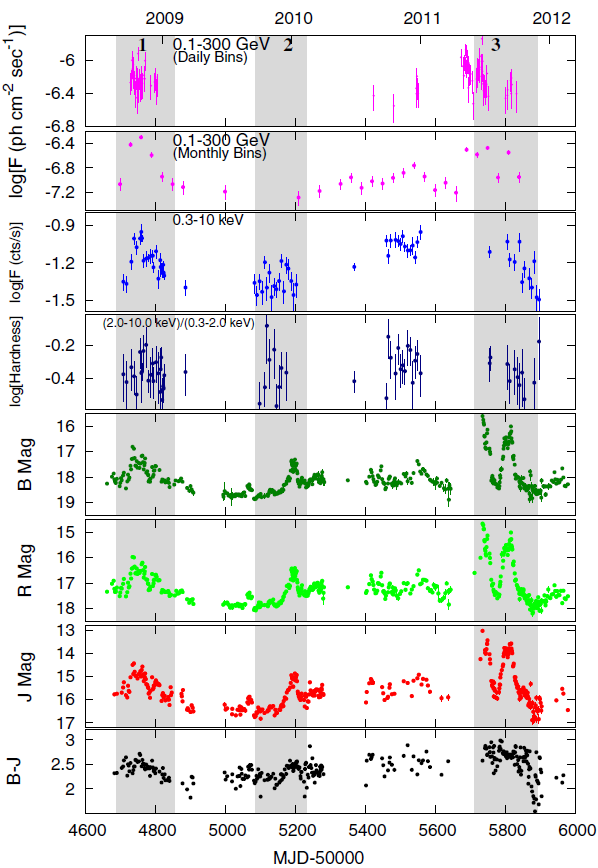 2009 2010 2011 2012
1 2 3
0.1-300 GeV
(Daily Bins)
-6
-6.4
-6.8
log[F (ph cm-2 sec-1)]
0.1-300 GeV
(Monthly Bins)
-6.4
-6.8
-7.2
0.3-10 keV
-0.9
-1.2
-1.5
log[F (cts/s)]
(2.0-10.0 keV)/(0.3-2.0 keV)
-0.2
-0.4
log[Hardness]
16
17
18
19
B Mag
15
16
17
18
R Mag
13
14
15
16
17
J Mag
3
2.5
2
B-J
4600 4800 5000 5200 5400 5600 5800 6000
MJD-50000